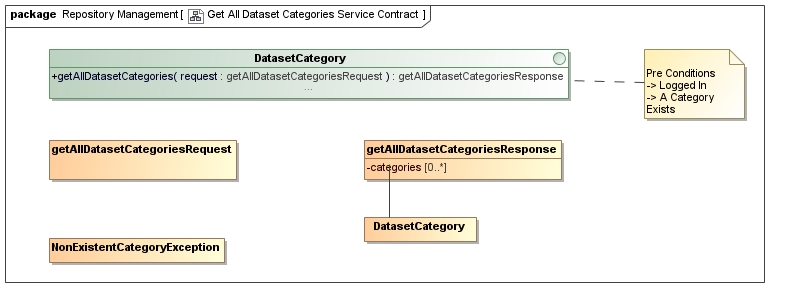 package Repository Management [ Get All Dataset Categories Service Contract ]
DatasetCategory
+getAllDatasetCategories( request : getAllDatasetCategoriesRequest ) : getAllDatasetCategoriesResponse
...
Pre Conditions
-> Logged In
-> A Category
Exists
getAllDatasetCategoriesRequest
getAllDatasetCategoriesResponse
-categories [0..*]
DatasetCategory
NonExistentCategoryException